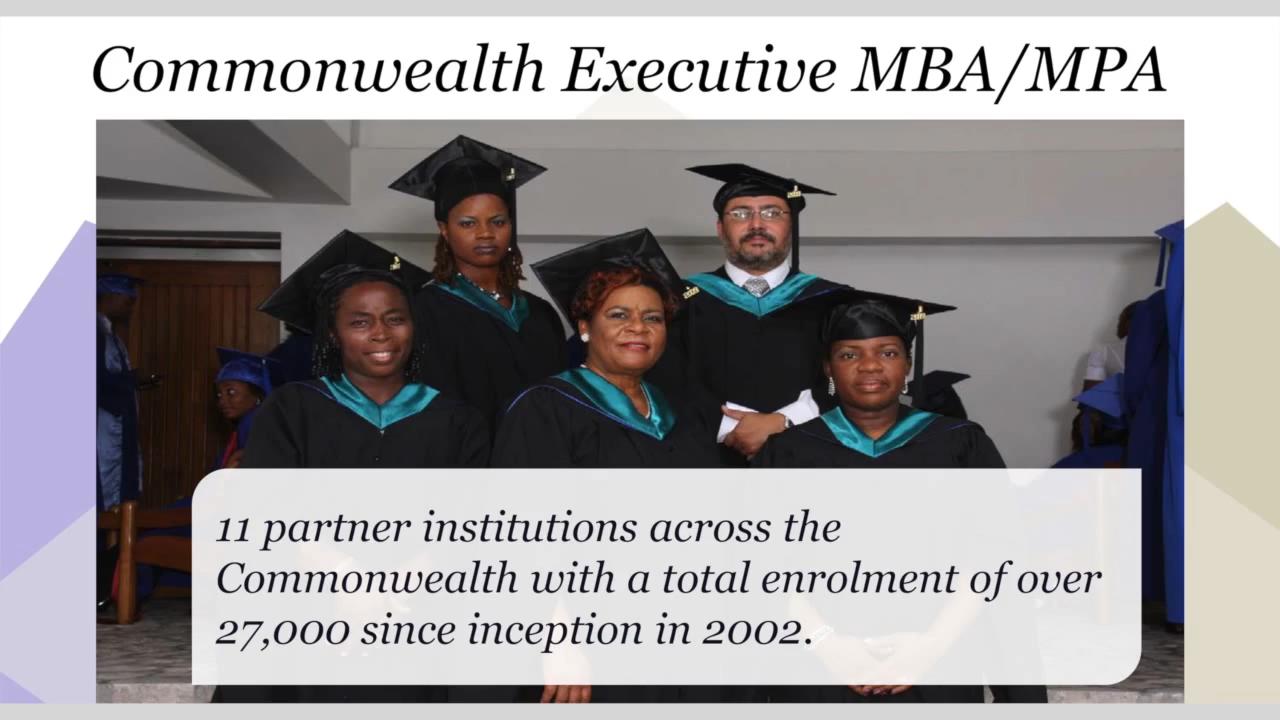 Commonwealth Executive MBA/MPA
11 partner institutions across the
Commonwealth with a total enrolment of over
27,000 since inception in 2002.